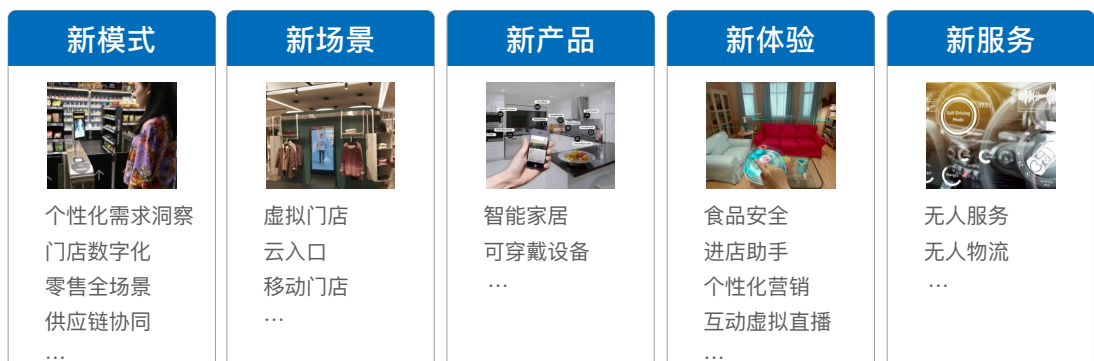 新模式
个性化需求洞察
门店数字化
零售全场景
供应链协同
…
新场景
虚拟门店
云入口
移动门店
…
新产品
智能家居
可穿戴设备
…
新体验
食品安全
进店助手
个性化营销
互动虚拟直播
…
新服务
Self Driving
Mode
无人服务
无人物流
…